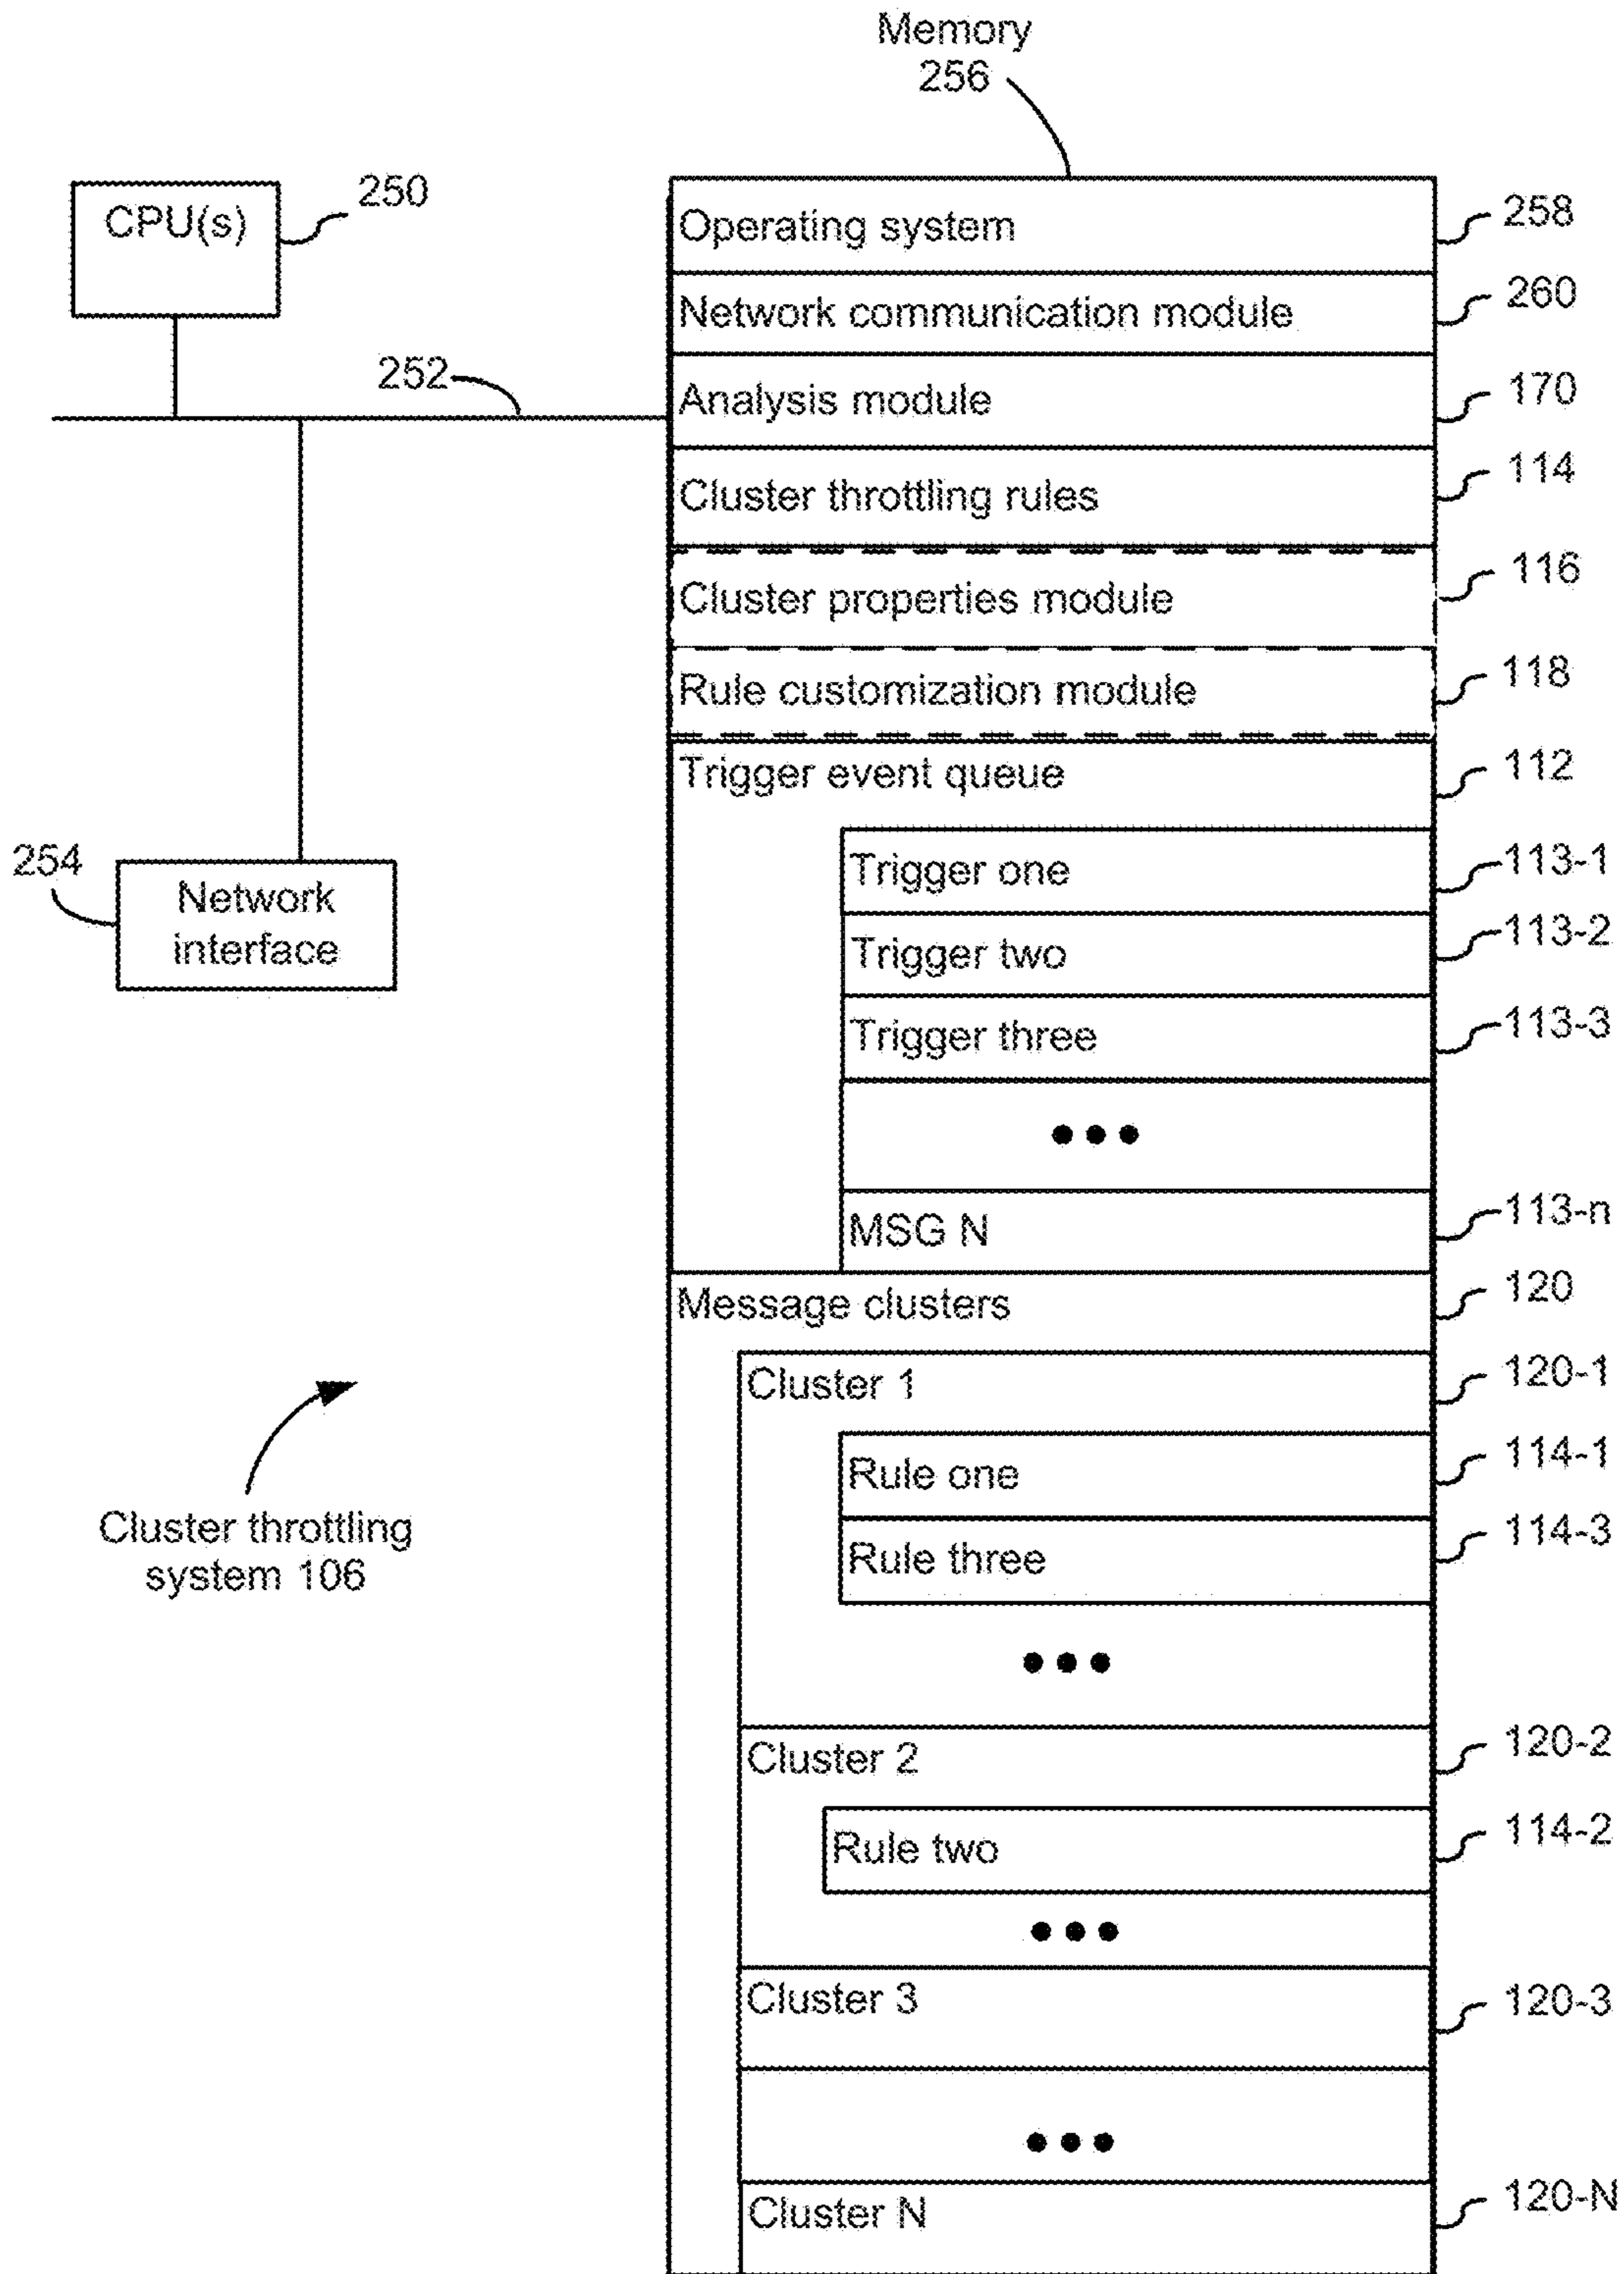 Memory
256
CPU(s)
250
252
254
Network
interface
Operating system
258
Network communication module
260
Analysis module
170
Cluster throttling rules
114
Cluster properties module
116
Rule customization module
118
Trigger event queue
112
Trigger one
113-1
Trigger two
113-2
Trigger three
113-3
•••
MSG N
113-n
Message clusters
120
Cluster 1
120-1
Rule one
114-1
Rule three
114-3
•••
Cluster 2
120-2
Rule two
114-2
•••
Cluster 3
120-3
•••
Cluster N
120-N
Cluster throttling
system 106